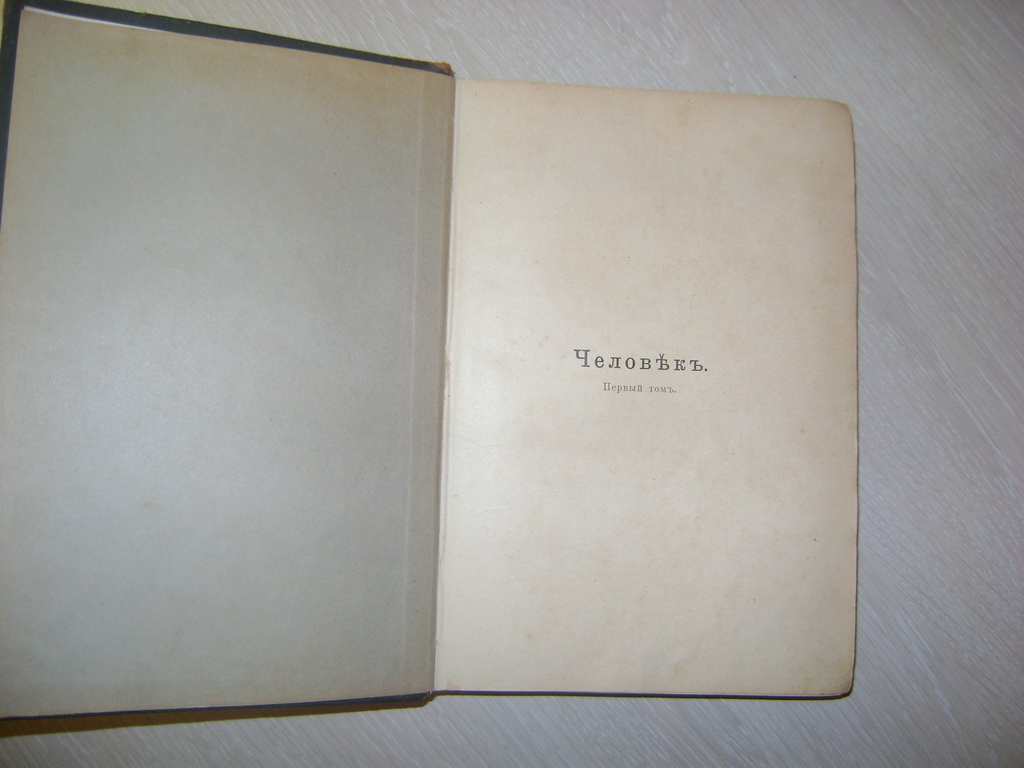 Человѣкъ.
Первый томъ.